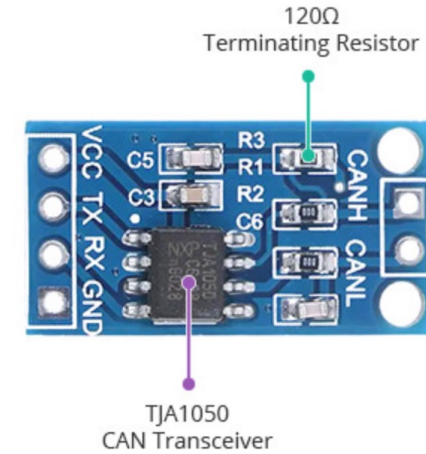 120Ω
Terminating Resistor
VCC
TX
RX
GND
C5
C3
R3
R1
R2
C6
CANH
CANL
TJA1050
NXP
TJA1050
CAN Transceiver